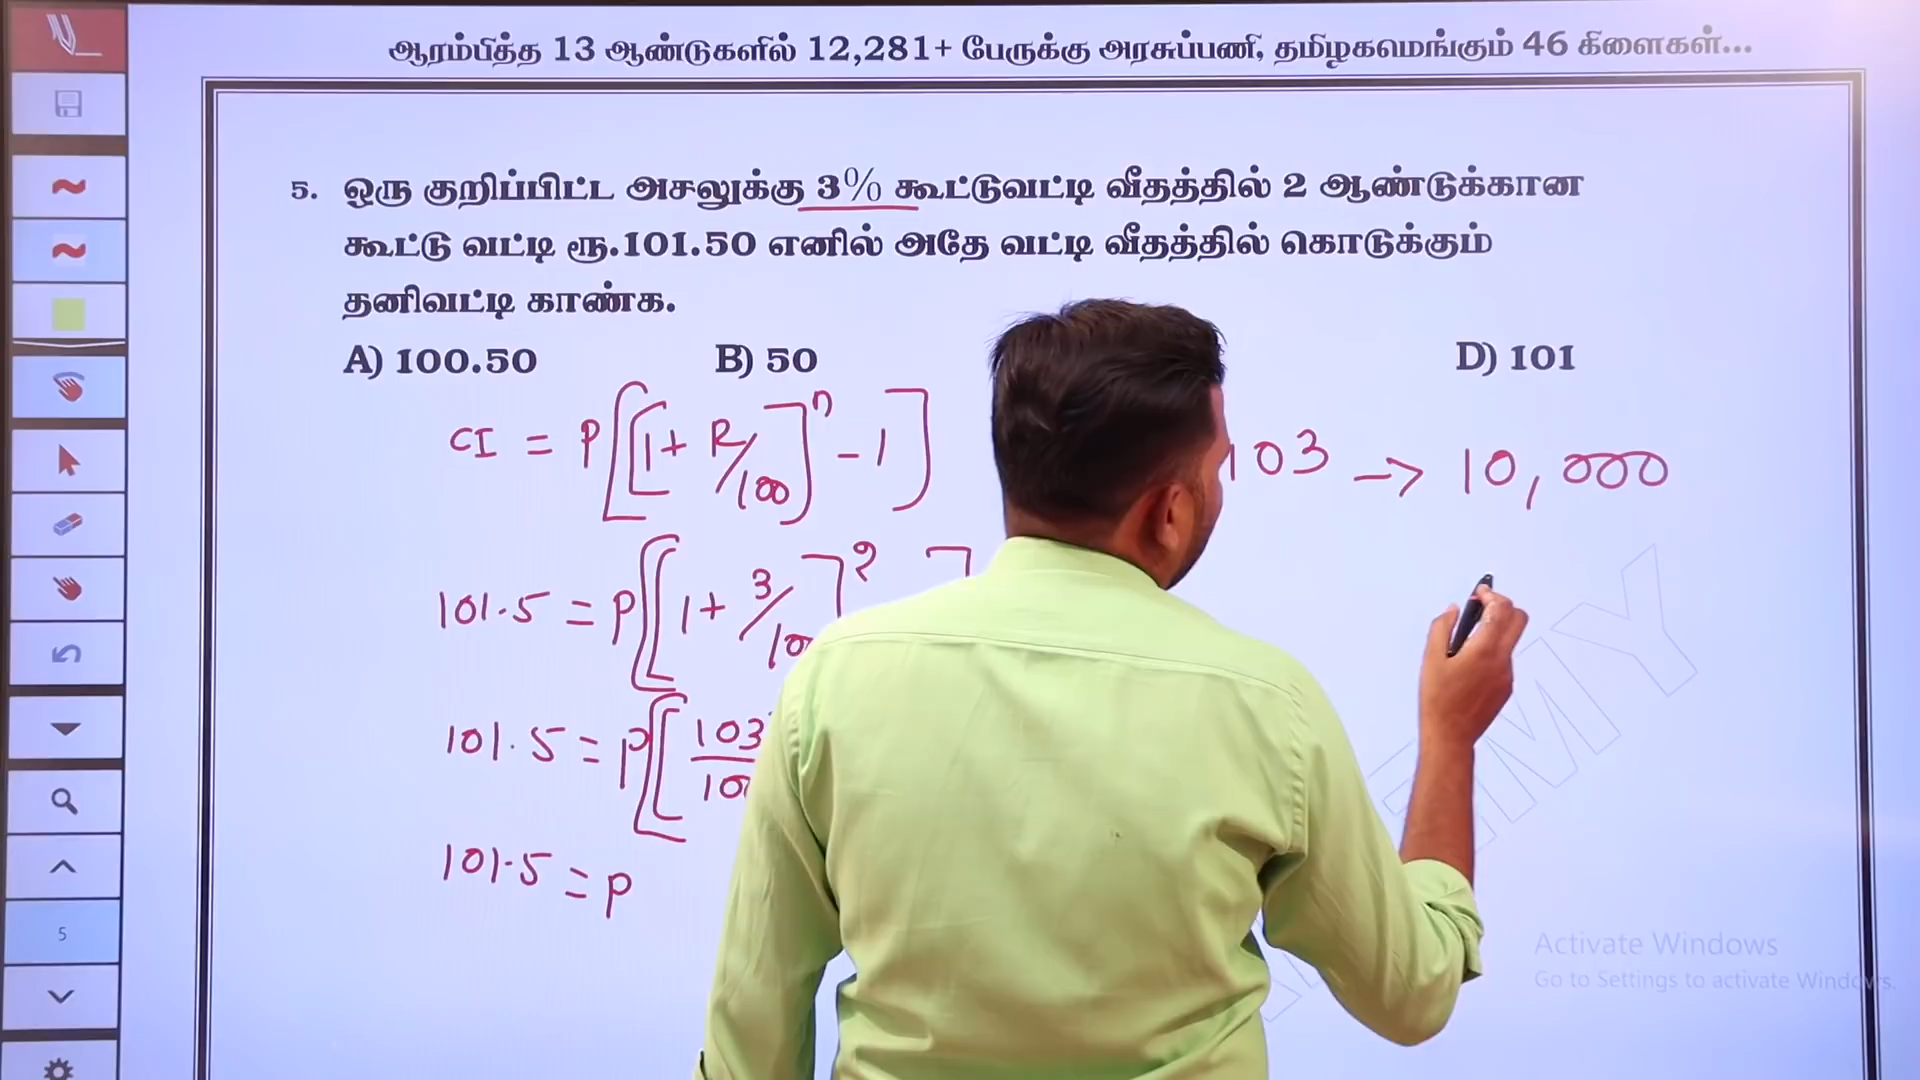 ஆரம்பித்த 13 ஆண்டுகளில் 12,281+ பேருக்கு அரசுப்பணி, தமிழகமெங்கும் 46 கிளைகள்...
5. ஒரு குறிப்பிட்ட அசலுக்கு 3% கூட்டுவட்டி வீதத்தில் 2 ஆண்டுக்கான
கூட்டு வட்டி ரூ.101.50 எனில் அதே வட்டி வீதத்தில் கொடுக்கும்
தனிவட்டி காண்க.
A) 100.50 B) 50 D) 101
CI = P[[1+R/100]^n - 1]
103 -> 10,000
101.5 = P[[1+3/100]^2 ]
101.5 = P[[103/100
101.5 = P
5
Activate Windows
Go to Settings to activate Windows.